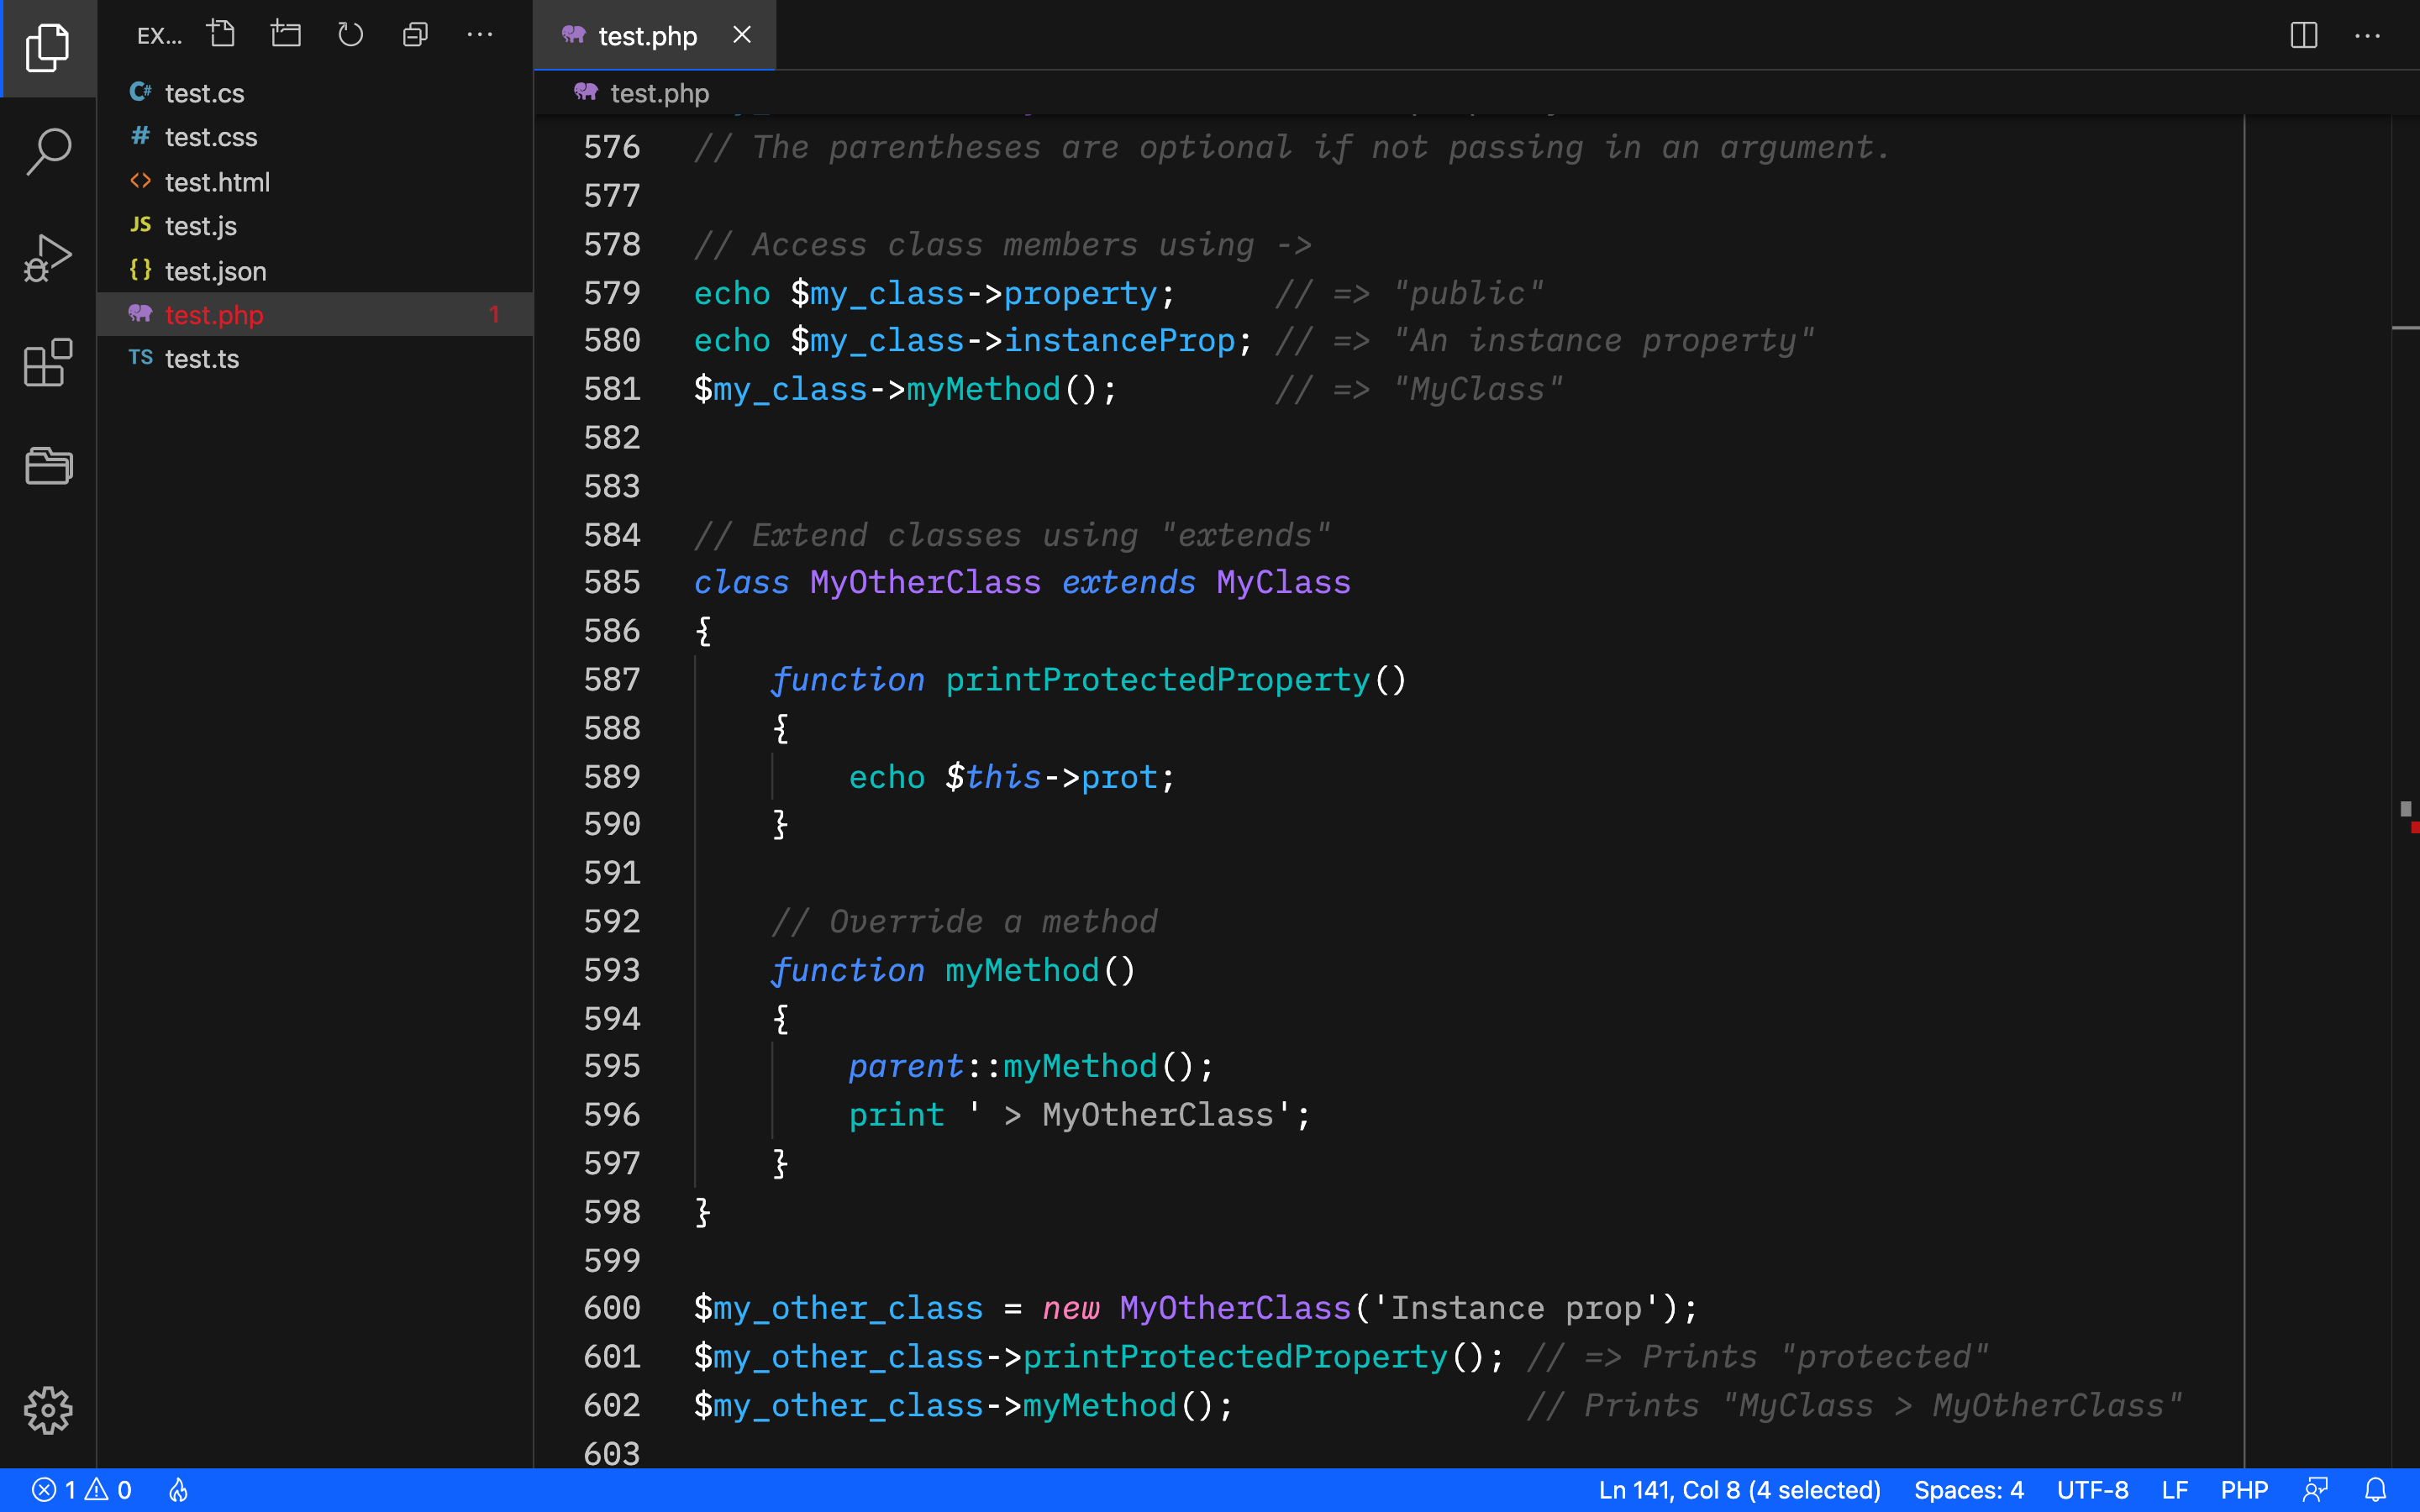 EX...
test.php
C# test.cs
# test.css
<> test.html
JS test.js
{} test.json
test.php 1
TS test.ts
test.php
576 // The parentheses are optional if not passing in an argument.
577
578 // Access class members using ->
579 echo $my_class->property;     // => "public"
580 echo $my_class->instanceProp; // => "An instance property"
581 $my_class->myMethod();        // => "MyClass"
582
583
584 // Extend classes using "extends"
585 class MyOtherClass extends MyClass
586 {
587     function printProtectedProperty()
588     {
589         echo $this->prot;
590     }
591
592     // Override a method
593     function myMethod()
594     {
595         parent::myMethod();
596         print ' > MyOtherClass';
597     }
598 }
599
600 $my_other_class = new MyOtherClass('Instance prop');
601 $my_other_class->printProtectedProperty(); // => Prints "protected"
602 $my_other_class->myMethod();               // Prints "MyClass > MyOtherClass"
603
1 0 Ln 141, Col 8 (4 selected) Spaces: 4 UTF-8 LF PHP